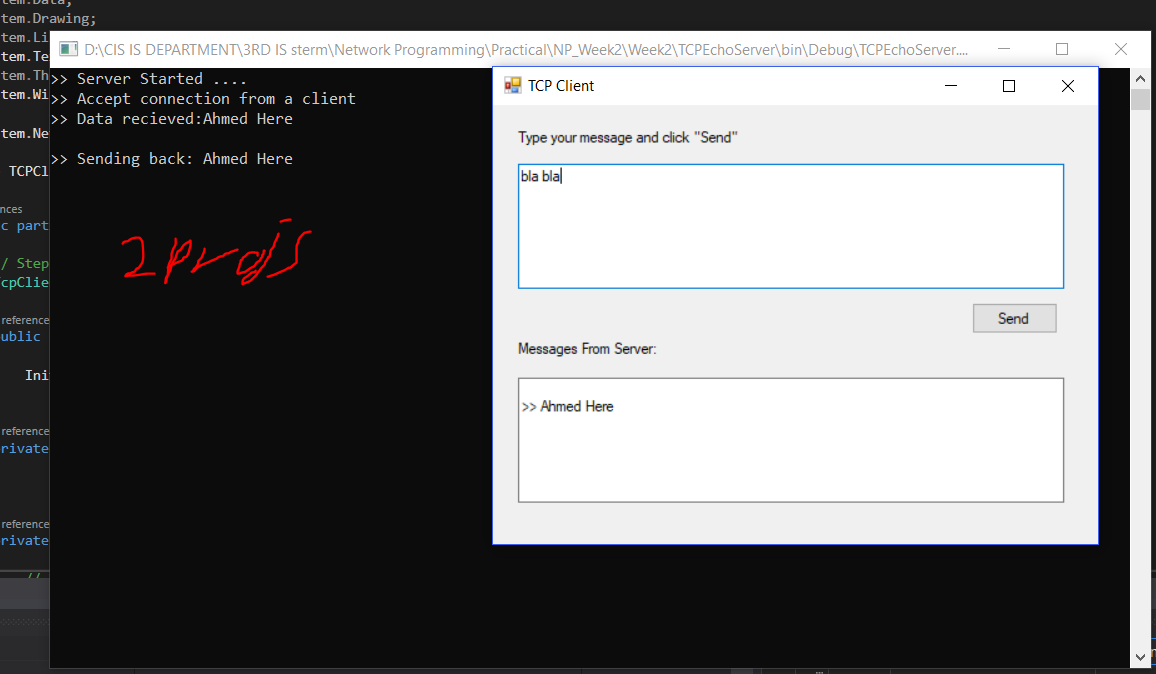 tem.Data;
tem.Drawing;
tem.Li
tem.Te
tem.Th
tem.Wi
tem.Ne
TCPCl
nces
c part
/ Step
cpClie
reference
ublic
Ini
reference
rivate
reference
rivate
//
D:\CIS IS DEPARTMENT\3RD IS sterm\Network Programming\Practical\NP_Week2\Week2\TCPEchoServer\bin\Debug\TCPEchoServer....
>> Server Started ....
>> Accept connection from a client
>> Data recieved:Ahmed Here
>> Sending back: Ahmed Here
2 Projs
TCP Client
Type your message and click "Send"
bla bla
Send
Messages From Server:
>> Ahmed Here